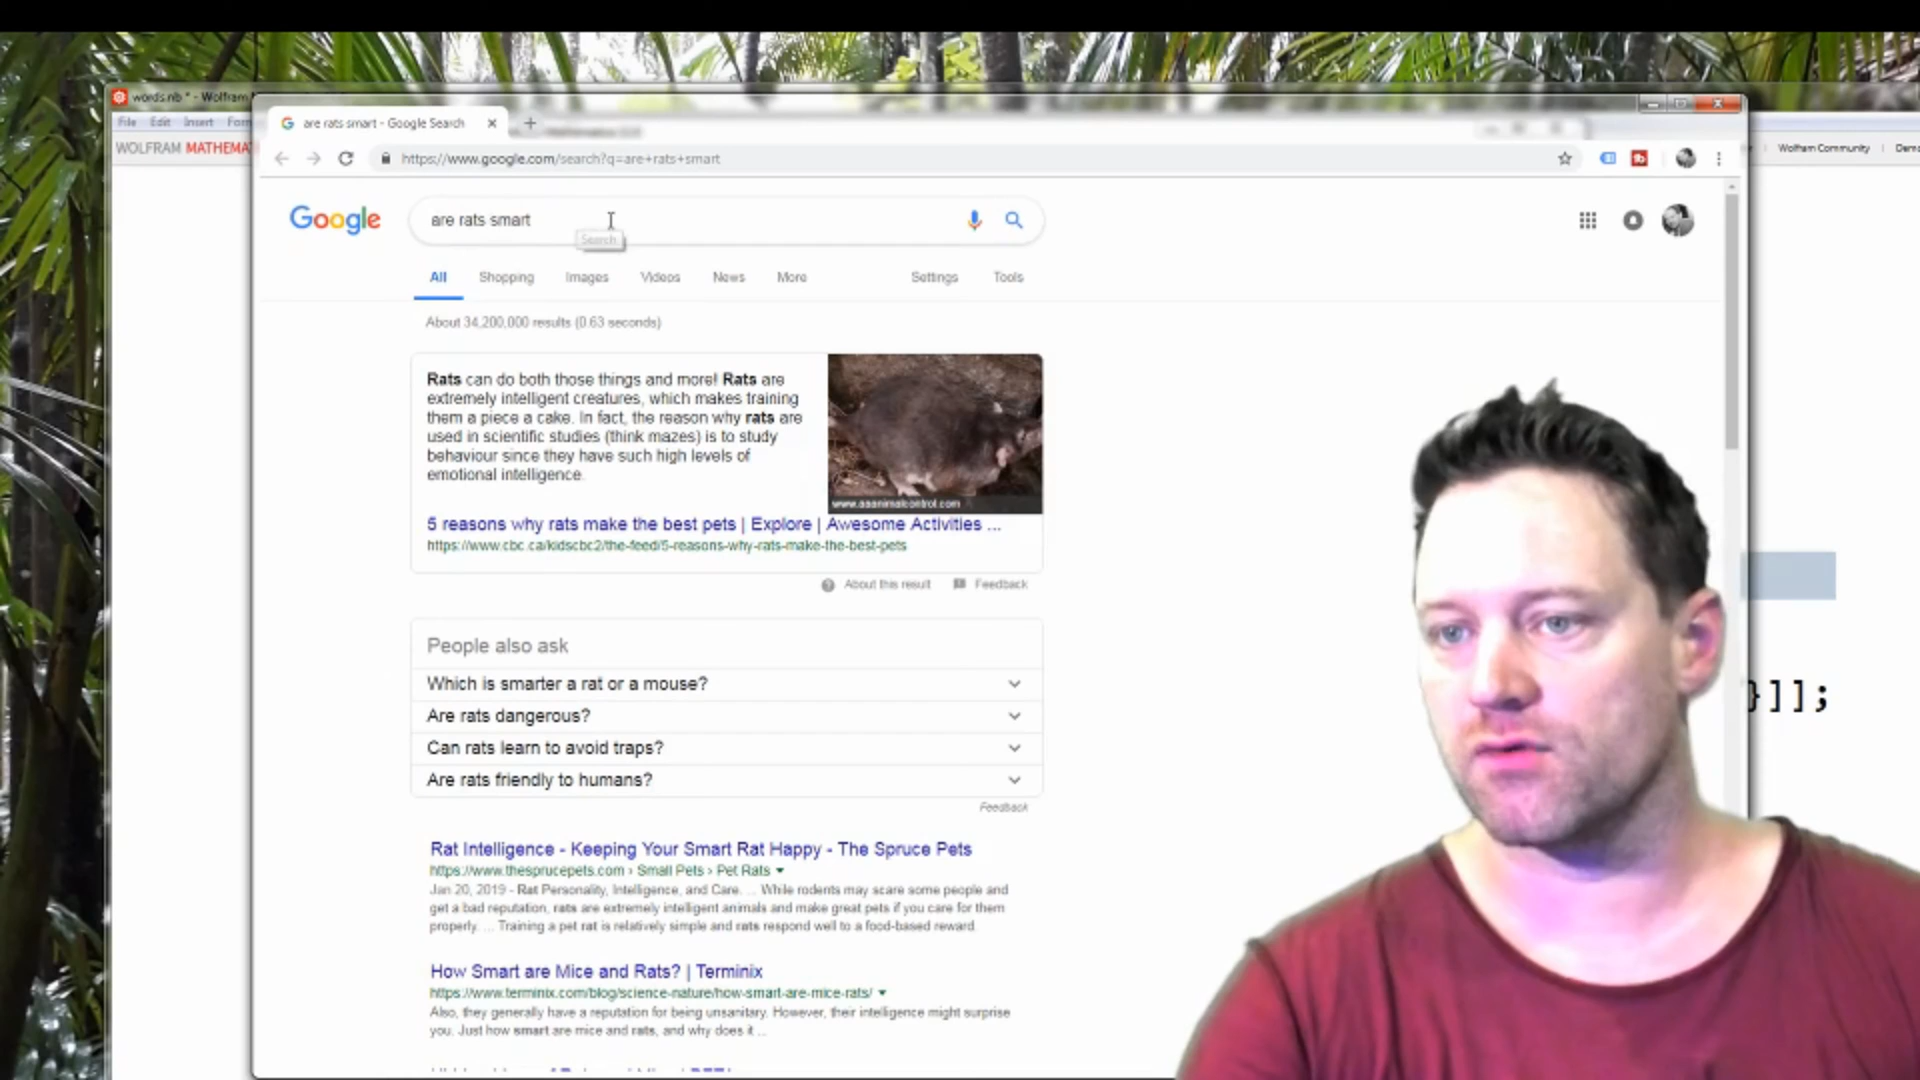 words.nb * - Wolfram
are rats smart - Google Search
File Edit Insert Form
WOLFRAM MATHEMA
https://www.google.com/search?q=are+rats+smart
Wolfram Community
Demo
Google
are rats smart
Search
All Shopping Images Videos News More Settings Tools
About 34,200,000 results (0.63 seconds)
Rats can do both those things and more! Rats are
extremely intelligent creatures, which makes training
them a piece a cake. In fact, the reason why rats are
used in scientific studies (think mazes) is to study
behaviour since they have such high levels of
emotional intelligence.
www.aaanimalcontrol.com
5 reasons why rats make the best pets | Explore | Awesome Activities ...
https://www.cbc.ca/kidscbc2/the-feed/5-reasons-why-rats-make-the-best-pets
About this result Feedback
People also ask
Which is smarter a rat or a mouse?
Are rats dangerous?
}]];
Can rats learn to avoid traps?
Are rats friendly to humans?
Feedback
Rat Intelligence - Keeping Your Smart Rat Happy - The Spruce Pets
https://www.thesprucepets.com › Small Pets › Pet Rats
Jan 20, 2019 - Rat Personality, Intelligence, and Care. ... While rodents may scare some people and
get a bad reputation, rats are extremely intelligent animals and make great pets if you care for them
properly. ... Training a pet rat is relatively simple and rats respond well to a food-based reward.
How Smart are Mice and Rats? | Terminix
https://www.terminix.com/blog/science-nature/how-smart-are-mice-rats/
Also, they generally have a reputation for being unsanitary. However, their intelligence might surprise
you. Just how smart are mice and rats, and why does it ...